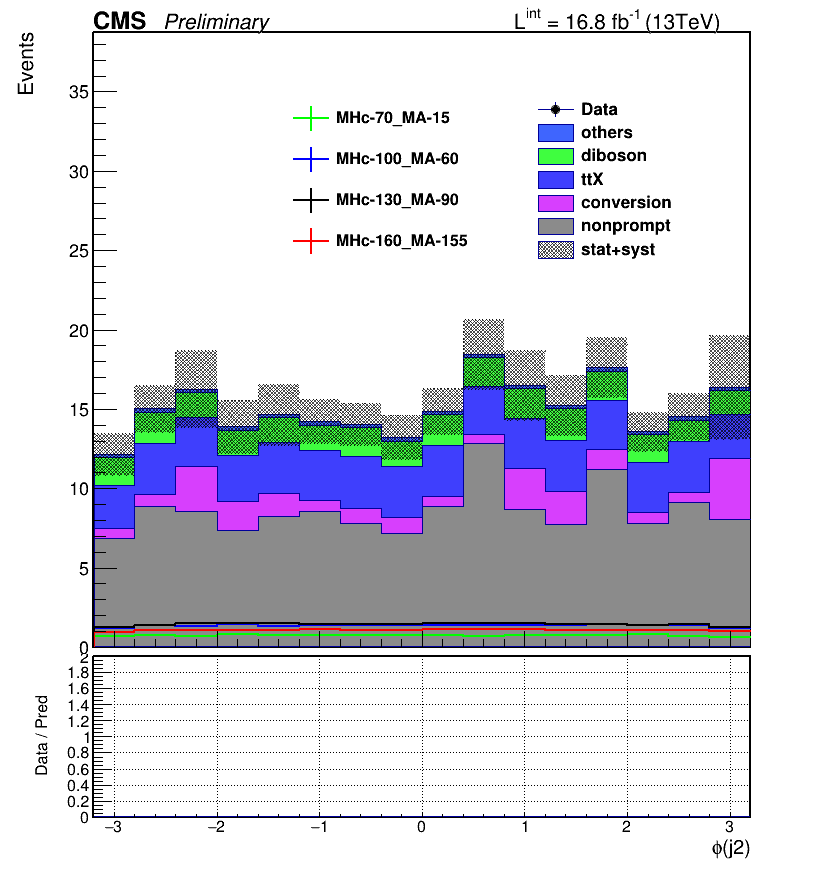 CMS Preliminary L^int = 16.8 fb^-1 (13TeV)
Events
MHc-70_MA-15
MHc-100_MA-60
MHc-130_MA-90
MHc-160_MA-155
Data
others
diboson
ttX
conversion
nonprompt
stat+syst
35
30
25
20
15
10
5
0
Data / Pred
2
1.8
1.6
1.4
1.2
1
0.8
0.6
0.4
0.2
0
−3 −2 −1 0 1 2 3
ϕ(j2)